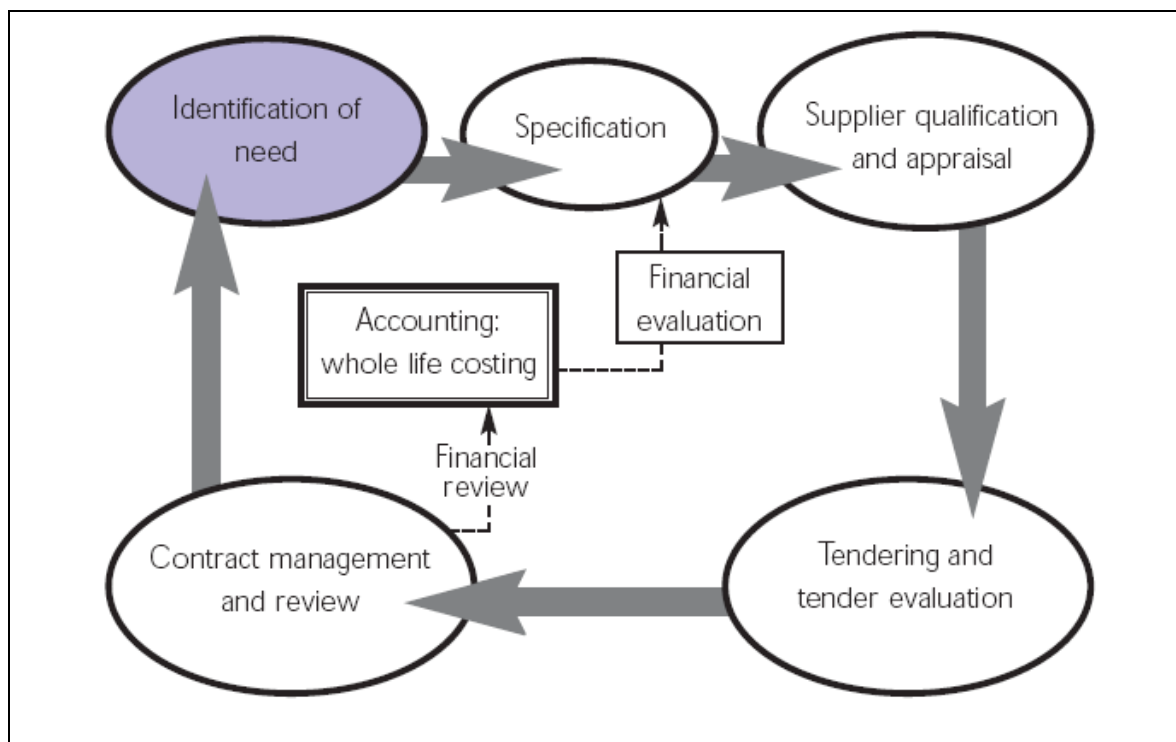 Identification of
need
Specification
Supplier qualification
and appraisal
Financial
evaluation
Accounting:
whole life costing
Financial
review
Contract management
and review
Tendering and
tender evaluation